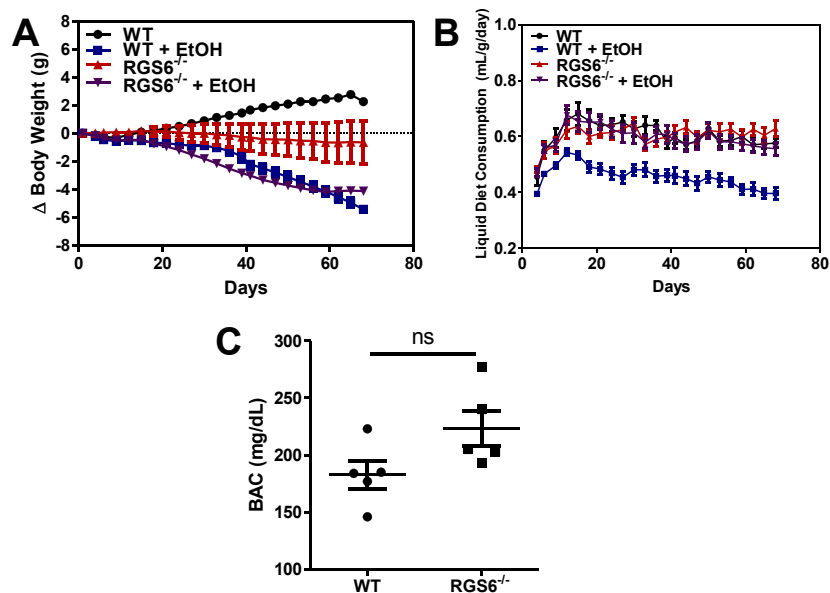 A
WT
WT + EtOH
RGS6-/-
RGS6-/- + EtOH
Δ Body Weight (g)
8
6
4
2
0
-2
-4
-6
-8
0 20 40 60 80
Days
B
WT
WT + EtOH
RGS6-/-
RGS6-/- + EtOH
Liquid Diet Consumption (mL/g/day)
1.0
0.8
0.6
0.4
0.2
0 20 40 60 80
Days
C
ns
BAC (mg/dL)
300
250
200
150
100
WT RGS6-/-